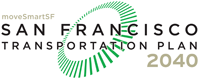 moveSmartSF
SAN FRANCISCO
TRANSPORTATION PLAN
2040